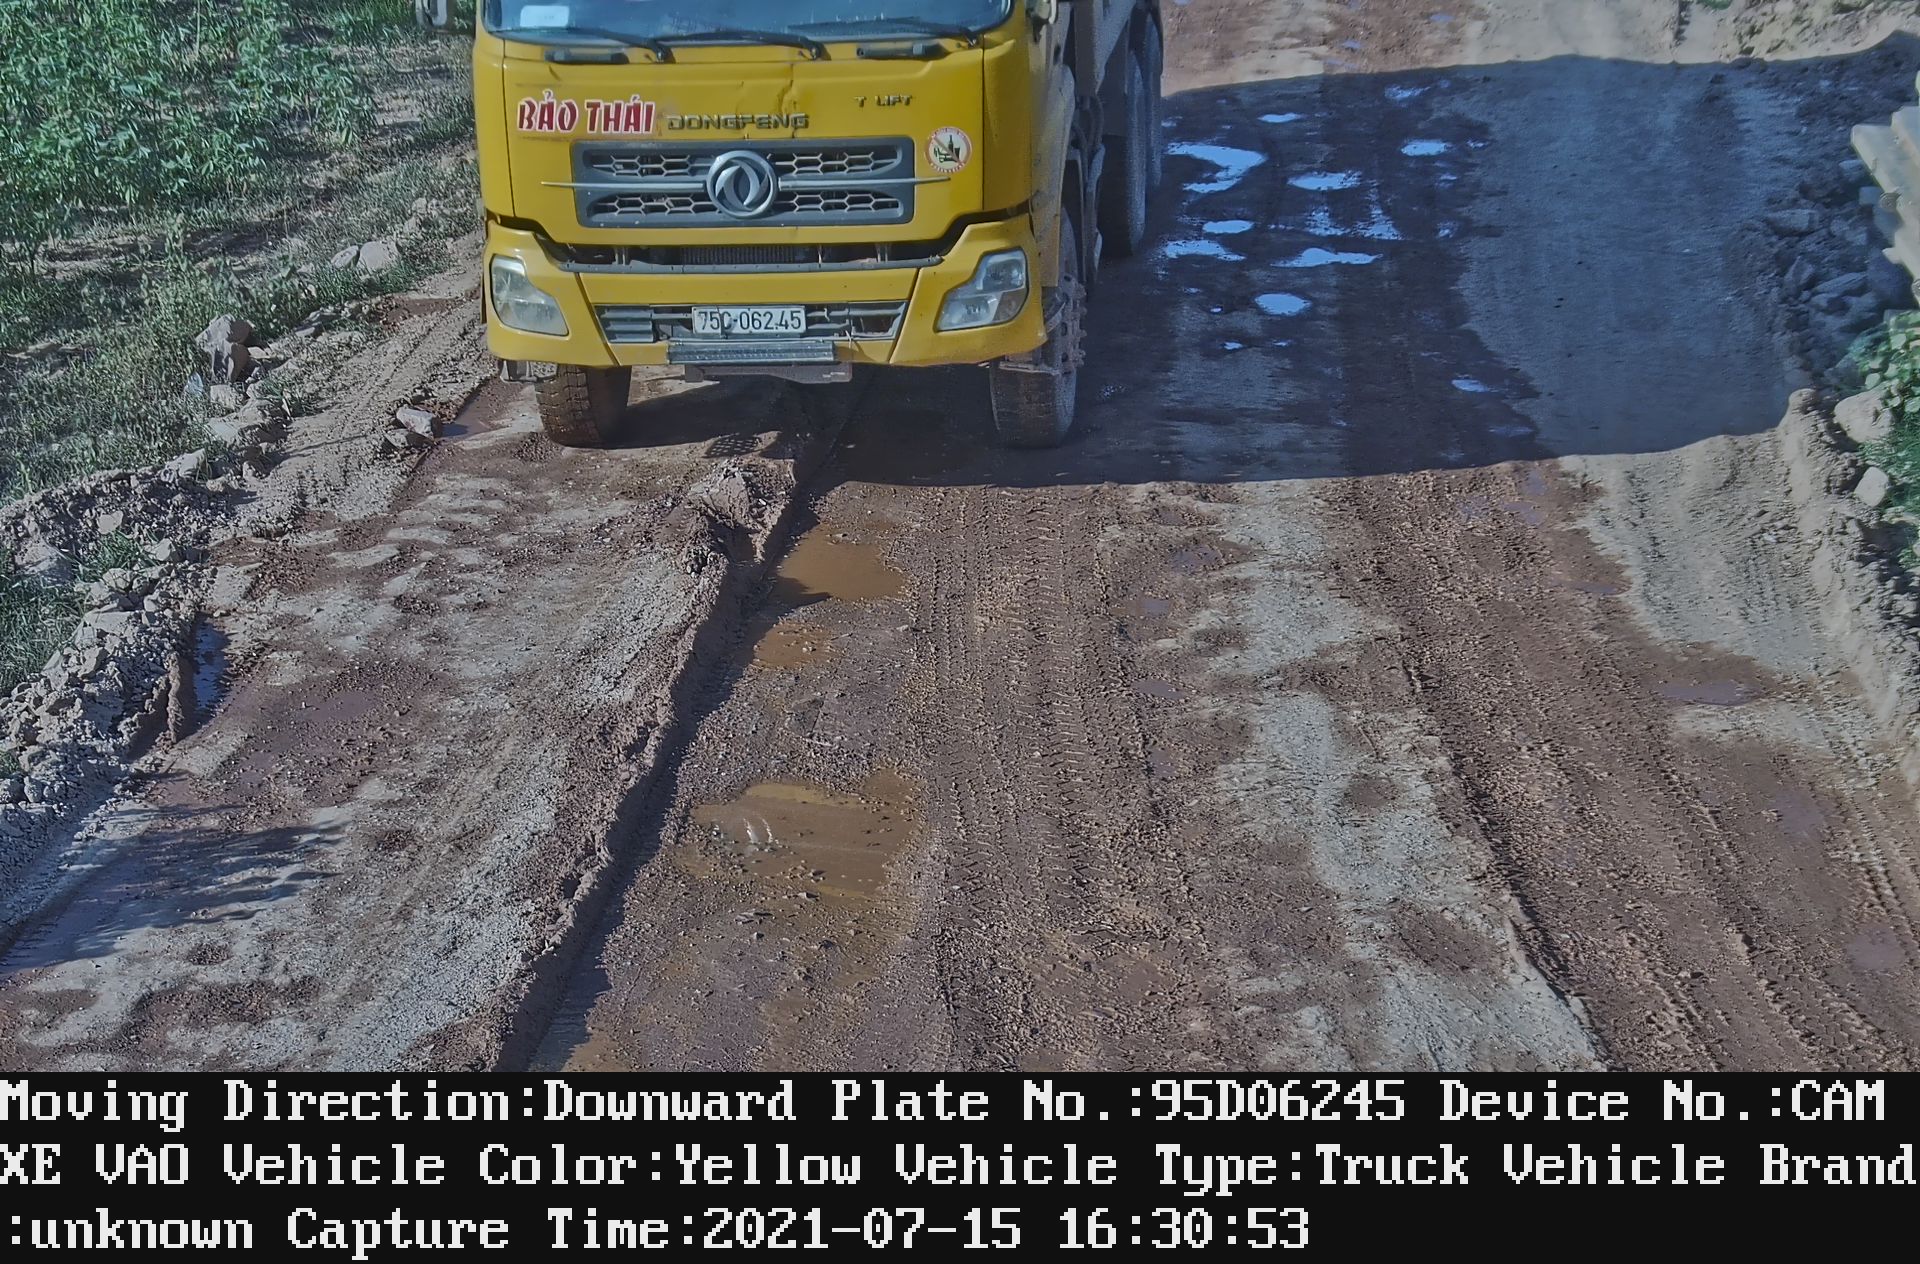 BẢO THÁI
DONGFENG
T LIFT
75C-062.45
Moving Direction:Downward Plate No.:95D06245 Device No.:CAM
XE VAO Vehicle Color:Yellow Vehicle Type:Truck Vehicle Brand
:unknown Capture Time:2021-07-15 16:30:53